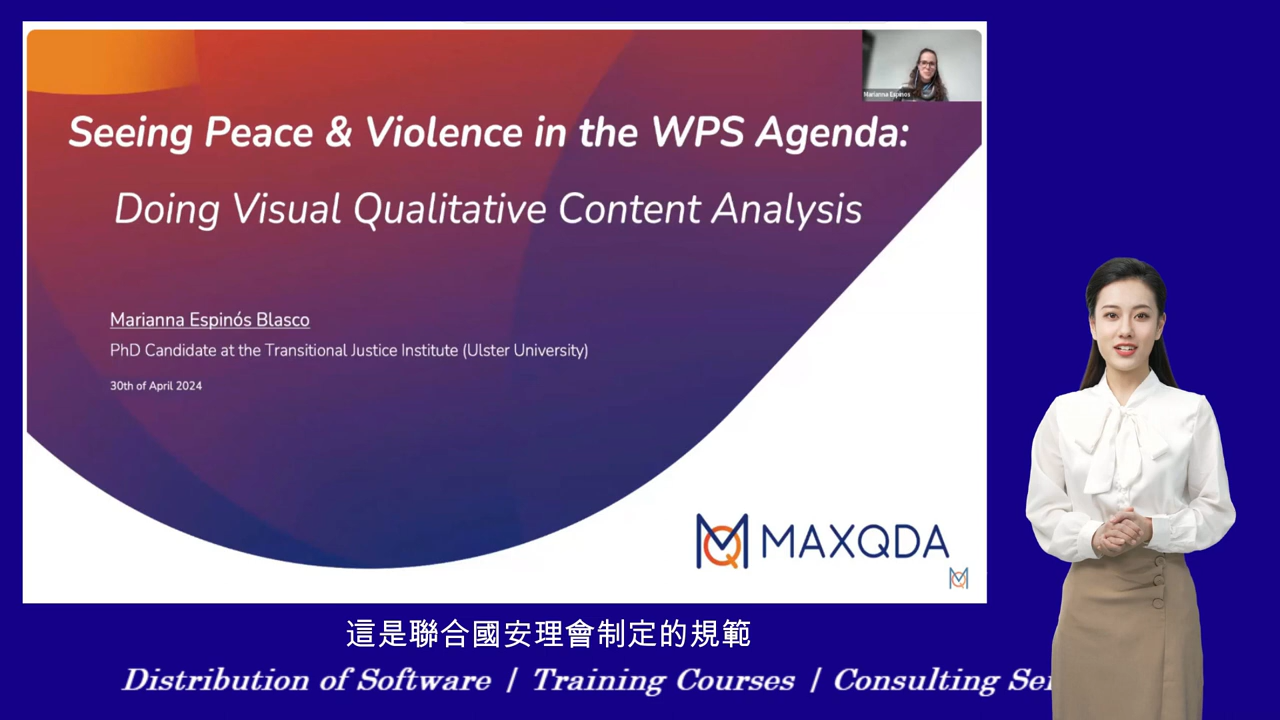 Marianna Espinós
Seeing Peace & Violence in the WPS Agenda:
Doing Visual Qualitative Content Analysis
Marianna Espinós Blasco
PhD Candidate at the Transitional Justice Institute (Ulster University)
30th of April 2024
MAXQDA
這是聯合國安理會制定的規範
Distribution of Software / Training Courses / Consulting Se